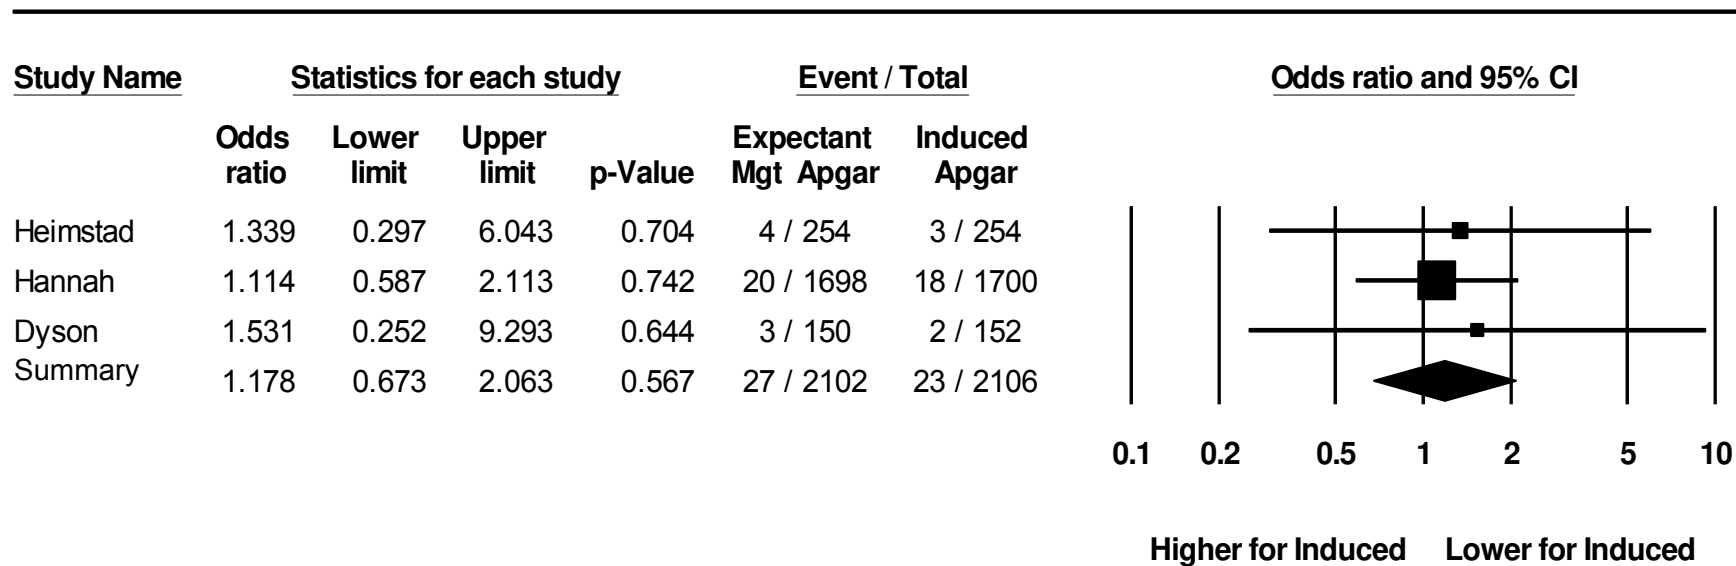 Study Name Statistics for each study Event / Total Odds ratio and 95% CI
Odds ratio Lower limit Upper limit p-Value Expectant Mgt Apgar Induced Apgar
Heimstad 1.339 0.297 6.043 0.704 4 / 254 3 / 254
Hannah 1.114 0.587 2.113 0.742 20 / 1698 18 / 1700
Dyson 1.531 0.252 9.293 0.644 3 / 150 2 / 152
Summary 1.178 0.673 2.063 0.567 27 / 2102 23 / 2106
0.1 0.2 0.5 1 2 5 10
Higher for Induced Lower for Induced